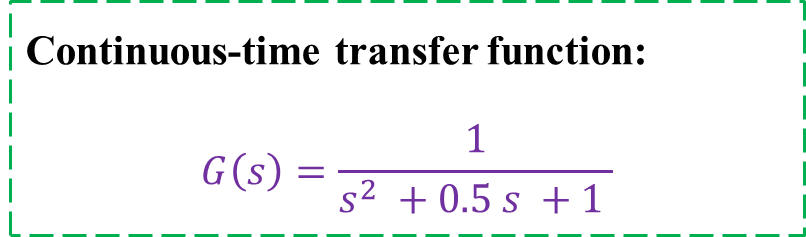 Continuous-time transfer function:
G(s) = 1 / (s² + 0.5 s + 1)